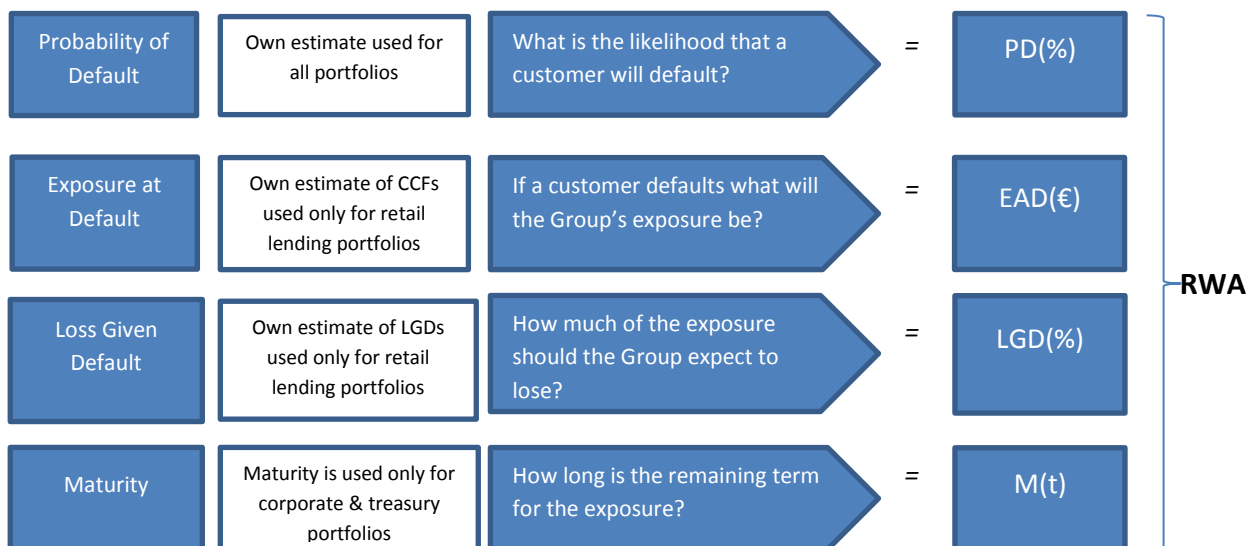 Probability of
Default
Own estimate used for
all portfolios
What is the likelihood that a
customer will default?
=
PD(%)
Exposure at
Default
Own estimate of CCFs
used only for retail
lending portfolios
If a customer defaults what will
the Group’s exposure be?
=
EAD(€)
Loss Given
Default
Own estimate of LGDs
used only for retail
lending portfolios
How much of the exposure
should the Group expect to
lose?
=
LGD(%)
Maturity
Maturity is used only for
corporate & treasury
portfolios
How long is the remaining term
for the exposure?
=
M(t)
RWA